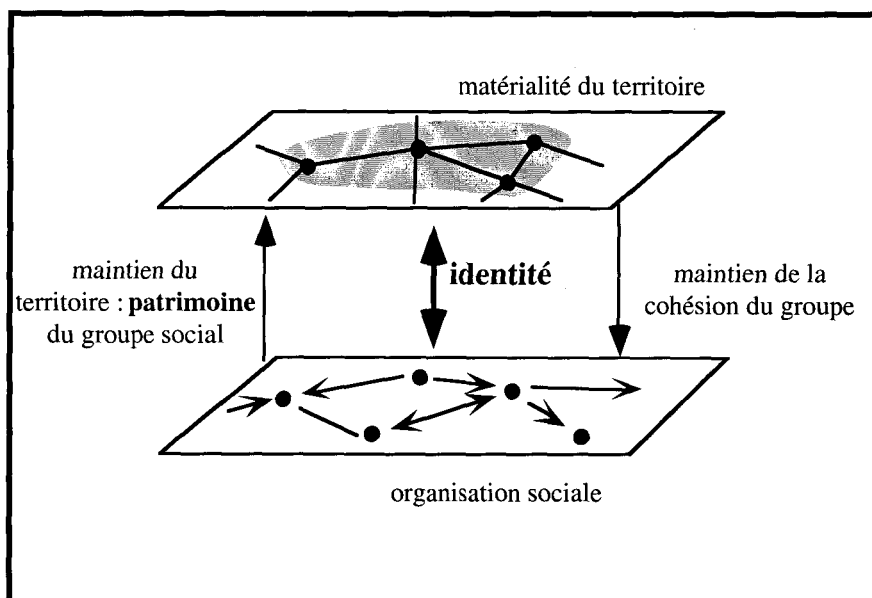 matérialité du territoire
maintien du
territoire : patrimoine
du groupe social
identité
maintien de la
cohésion du groupe
organisation sociale